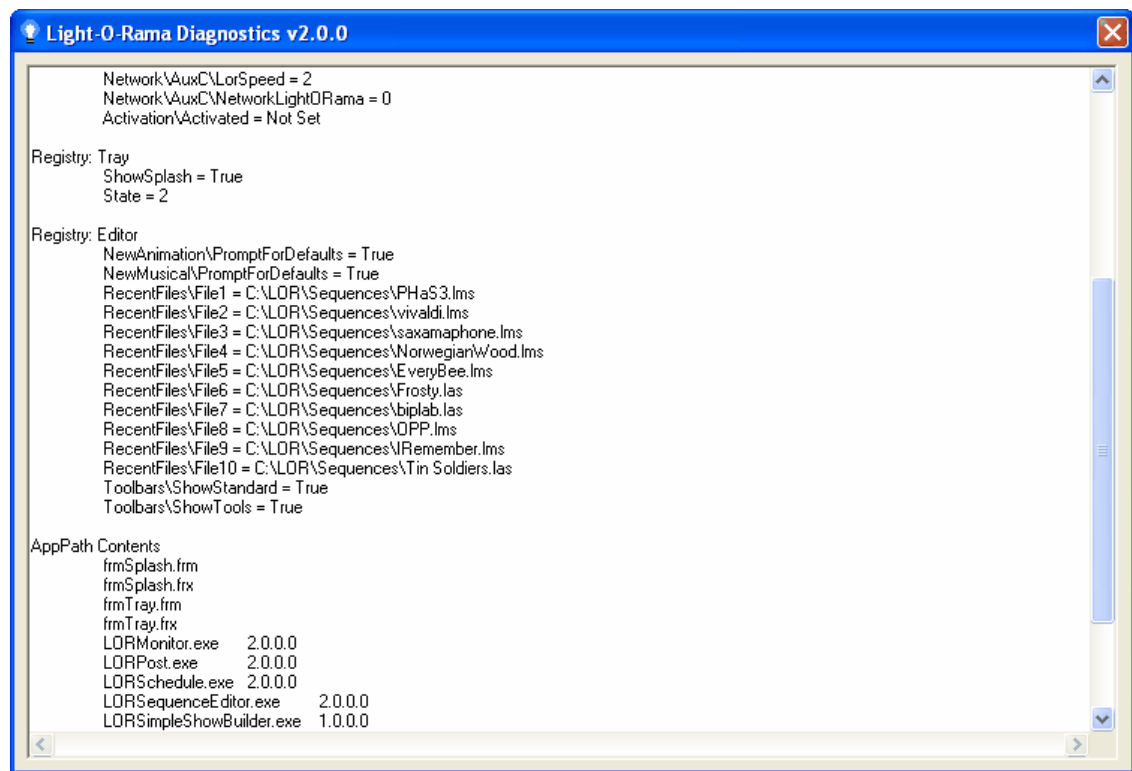 Light-O-Rama Diagnostics v2.0.0
Network\AuxC\LorSpeed = 2
Network\AuxC\NetworkLightORama = 0
Activation\Activated = Not Set
Registry: Tray
ShowSplash = True
State = 2
Registry: Editor
NewAnimation\PromptForDefaults = True
NewMusical\PromptForDefaults = True
RecentFiles\File1 = C:\LOR\Sequences\PHaS3.lms
RecentFiles\File2 = C:\LOR\Sequences\vivaldi.lms
RecentFiles\File3 = C:\LOR\Sequences\saxamaphone.lms
RecentFiles\File4 = C:\LOR\Sequences\NorwegianWood.lms
RecentFiles\File5 = C:\LOR\Sequences\EveryBee.lms
RecentFiles\File6 = C:\LOR\Sequences\Frosty.las
RecentFiles\File7 = C:\LOR\Sequences\biplab.las
RecentFiles\File8 = C:\LOR\Sequences\OPP.lms
RecentFiles\File9 = C:\LOR\Sequences\IRemember.lms
RecentFiles\File10 = C:\LOR\Sequences\Tin Soldiers.las
Toolbars\ShowStandard = True
Toolbars\ShowTools = True
AppPath Contents
frmSplash.frm
frmSplash.frx
frmTray.frm
frmTray.frx
LORMonitor.exe 2.0.0.0
LORPost.exe 2.0.0.0
LORSchedule.exe 2.0.0.0
LORSequenceEditor.exe 2.0.0.0
LORSimpleShowBuilder.exe 1.0.0.0